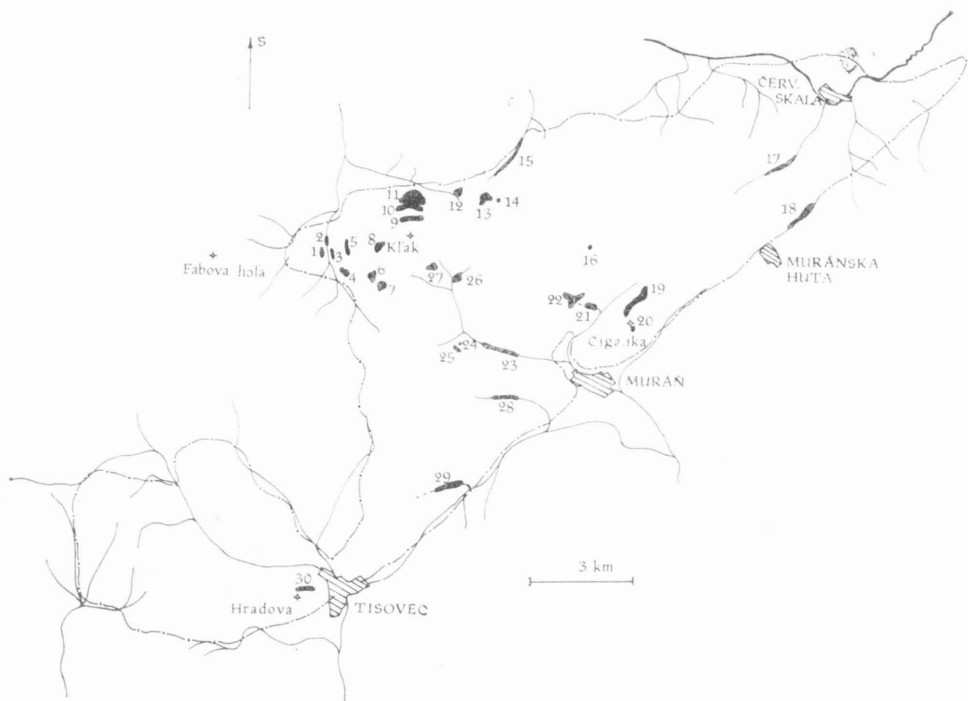 S
ČERV.
SKALA
15
17
11
10
12
13
14
9
18
2
5
8
Kľak
1
3
16
MURÁNSKA
HUTA
Fabova hoľa
4
6
7
27
26
19
22
21
20
Cigánka
24
25
23
MURÁŇ
28
29
3 km
30
Hradova
TISOVEC